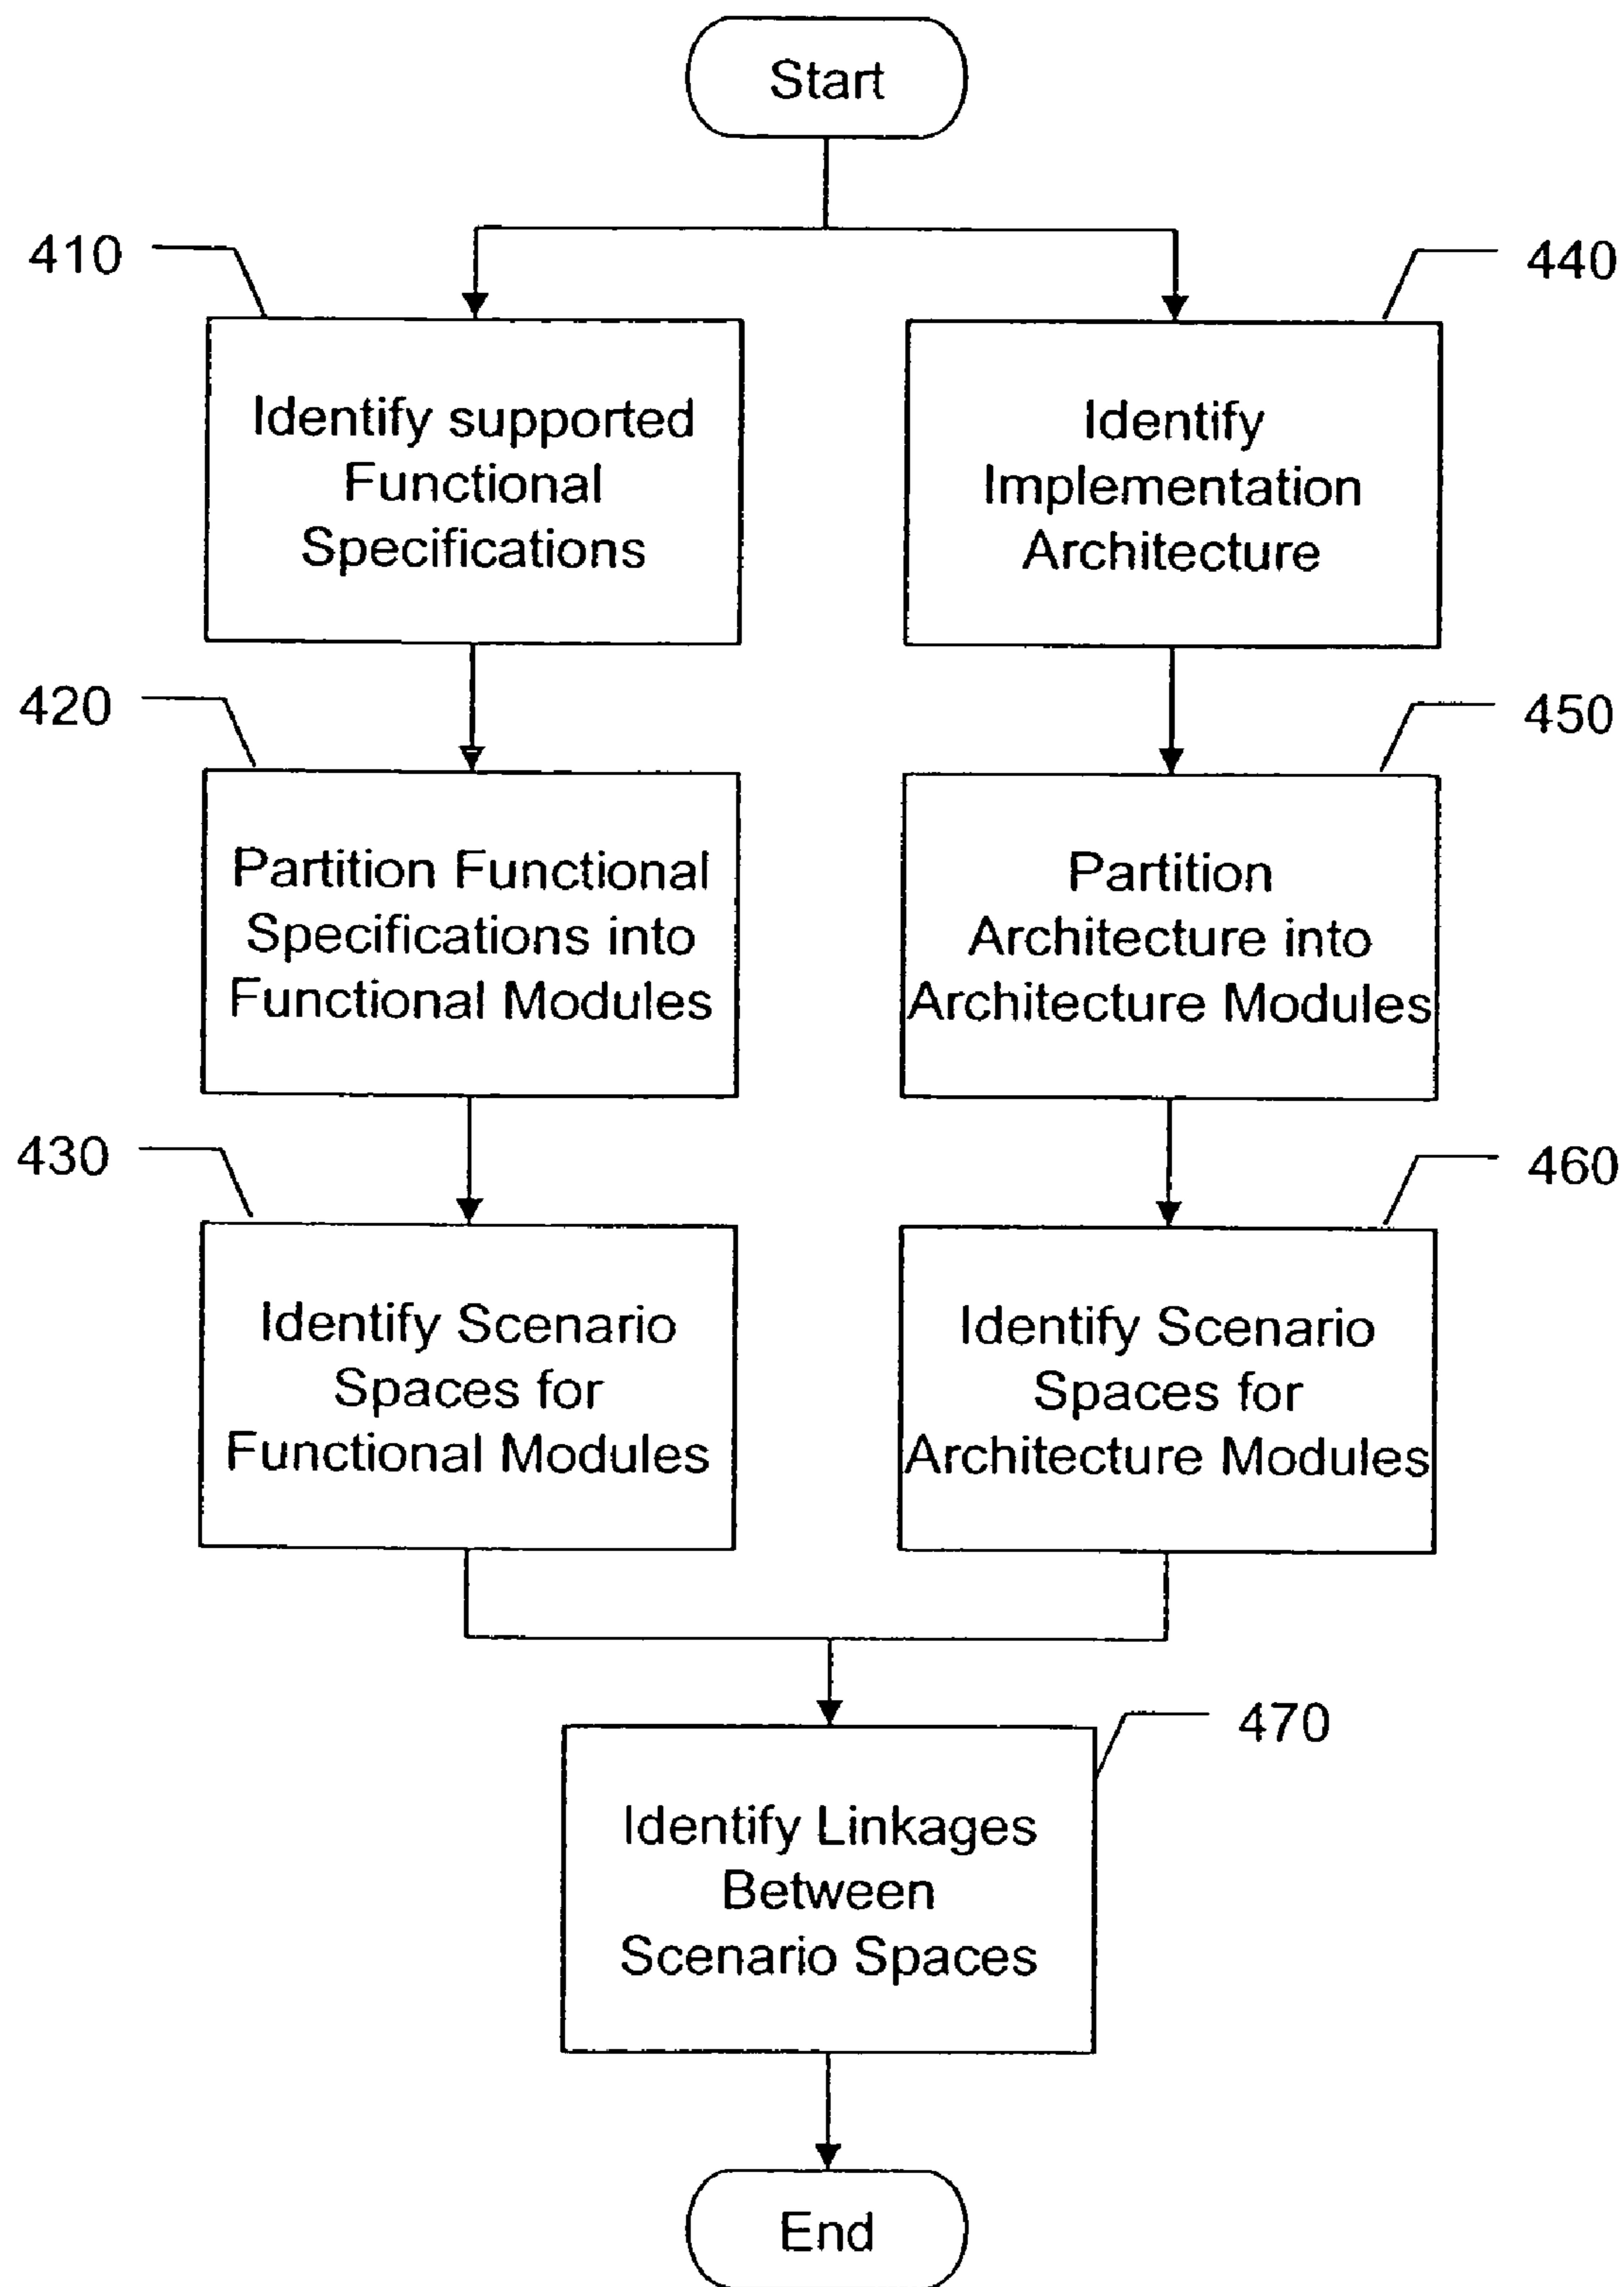 Start
410
440
Identify supported
Functional
Specifications
Identify
Implementation
Architecture
420
450
Partition Functional
Specifications into
Functional Modules
Partition
Architecture into
Architecture Modules
430
460
Identify Scenario
Spaces for
Functional Modules
Identify Scenario
Spaces for
Architecture Modules
470
Identify Linkages
Between
Scenario Spaces
End